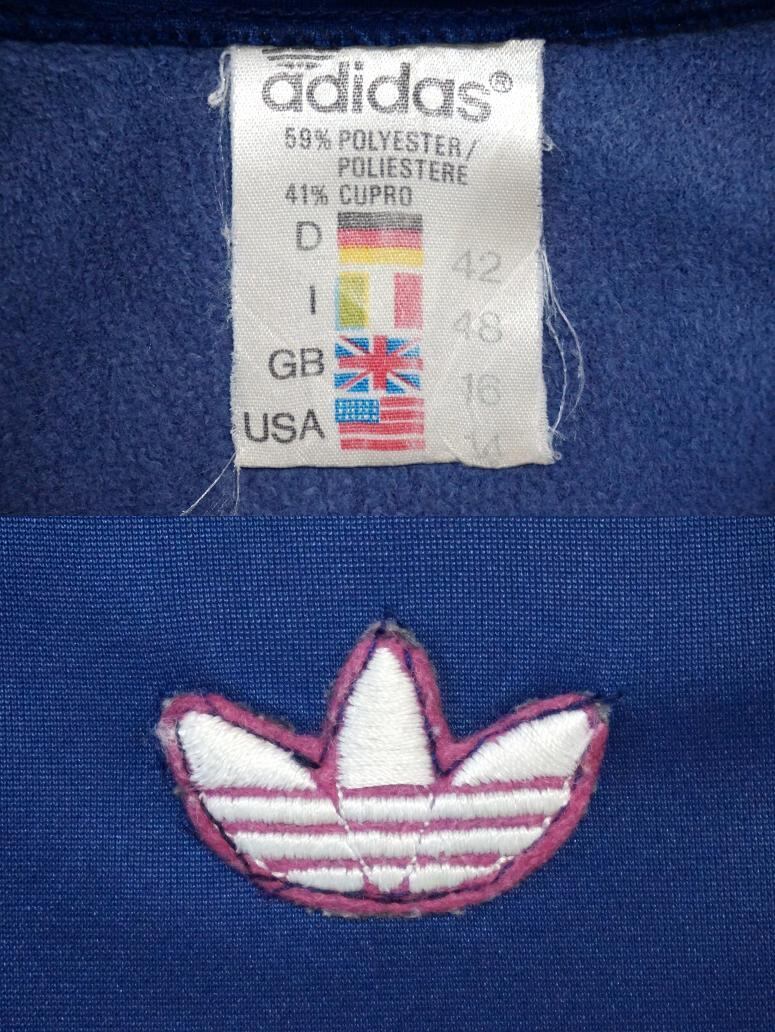 adidas®
59% POLYESTER/
POLIESTERE
41% CUPRO
D 42
I 48
GB 16
USA 14